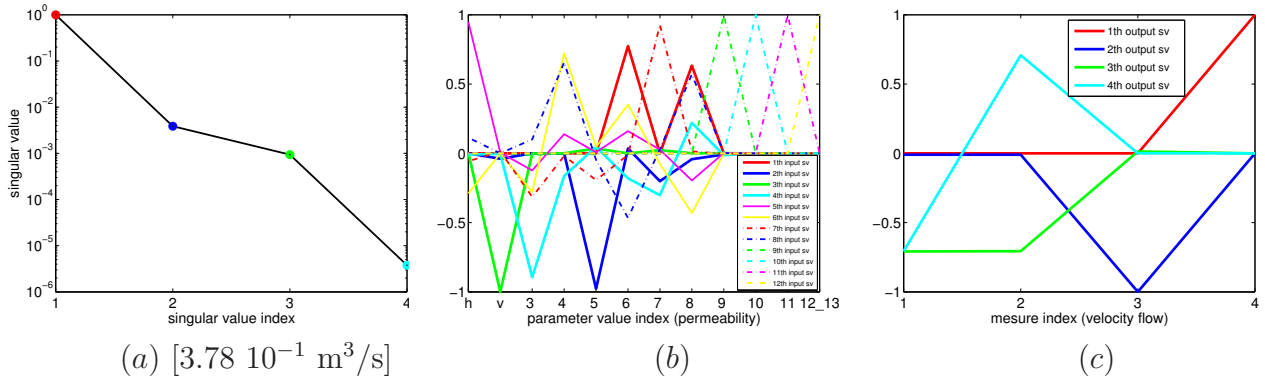 10^0
10^−1
10^−2
10^−3
10^−4
10^−5
10^−6
singular value
1 2 3 4
singular value index
(a) [3.78 10^−1 m^3/s]
1
0.5
0
−0.5
−1
h v 3 4 5 6 7 8 9 10 11 12_13
parameter value index (permeability)
1th input sv
2th input sv
3th input sv
4th input sv
5th input sv
6th input sv
7th input sv
8th input sv
9th input sv
10th input sv
11th input sv
12th input sv
(b)
1
0.5
0
−0.5
−1
1 2 3 4
mesure index (velocity flow)
1th output sv
2th output sv
3th output sv
4th output sv
(c)